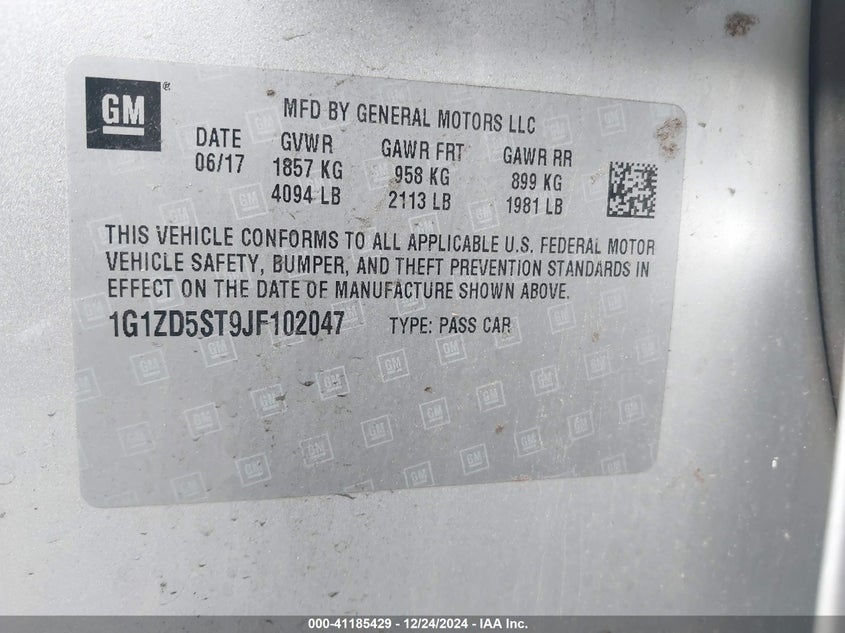 GM ®
MFD BY GENERAL MOTORS LLC
DATE GVWR GAWR FRT GAWR RR
06/17 1857 KG 958 KG 899 KG
4094 LB 2113 LB 1981 LB
THIS VEHICLE CONFORMS TO ALL APPLICABLE U.S. FEDERAL MOTOR
VEHICLE SAFETY, BUMPER, AND THEFT PREVENTION STANDARDS IN
EFFECT ON THE DATE OF MANUFACTURE SHOWN ABOVE.
1G1ZD5ST9JF102047 TYPE: PASS CAR
000-41185429 - 12/24/2024 - IAA Inc.